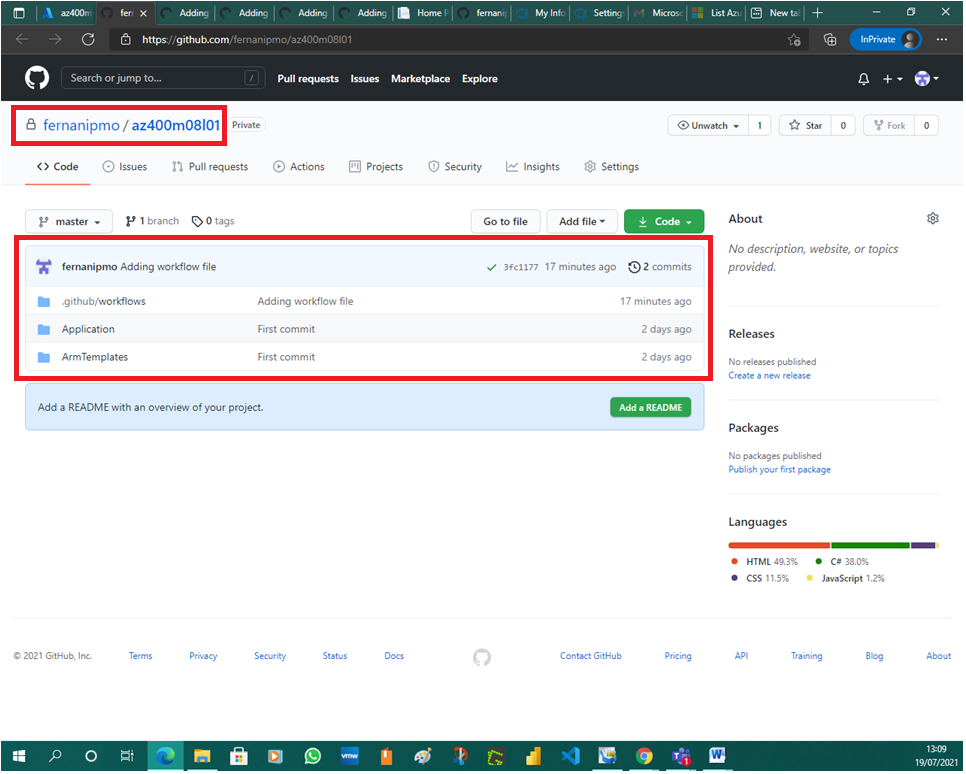 az400m
fer
Adding
Adding
Adding
Adding
Home P
fernanip
My Info
Settings
Microso
List Azu
New tab
https://github.com/fernanipmo/az400m08l01
InPrivate
Search or jump to...
/
Pull requests Issues Marketplace Explore
fernanipmo / az400m08l01 Private
Unwatch 1 Star 0 Fork 0
Code Issues Pull requests Actions Projects Security Insights Settings
master 1 branch 0 tags Go to file Add file Code
fernanipmo Adding workflow file 3fc1177 17 minutes ago 2 commits
.github/workflows Adding workflow file 17 minutes ago
Application First commit 2 days ago
ArmTemplates First commit 2 days ago
Add a README with an overview of your project. Add a README
About
No description, website, or topics
provided.
Releases
No releases published
Create a new release
Packages
No packages published
Publish your first package
Languages
HTML 49.3% C# 38.0%
CSS 11.5% JavaScript 1.2%
© 2021 GitHub, Inc. Terms Privacy Security Status Docs Contact GitHub Pricing API Training Blog About
vmw
13:09
19/07/2021